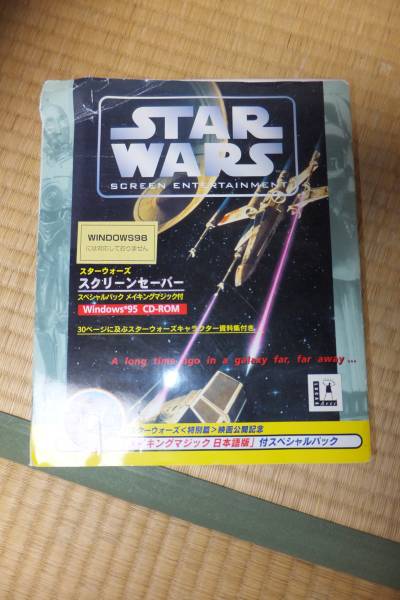 STAR
WARS
SCREEN ENTERTAINMENT
WINDOWS98
には対応しておりません。
スターウォーズ
スクリーンセーバー
スペシャルパック メイキングマジック付
Windows®95 CD-ROM
30ページに及ぶスターウォーズキャラクター資料集付き。
A long time ago in a galaxy far, far away...
スターウォーズ<特別篇>映画公開記念
イキングマジック 日本語版」付スペシャルパック